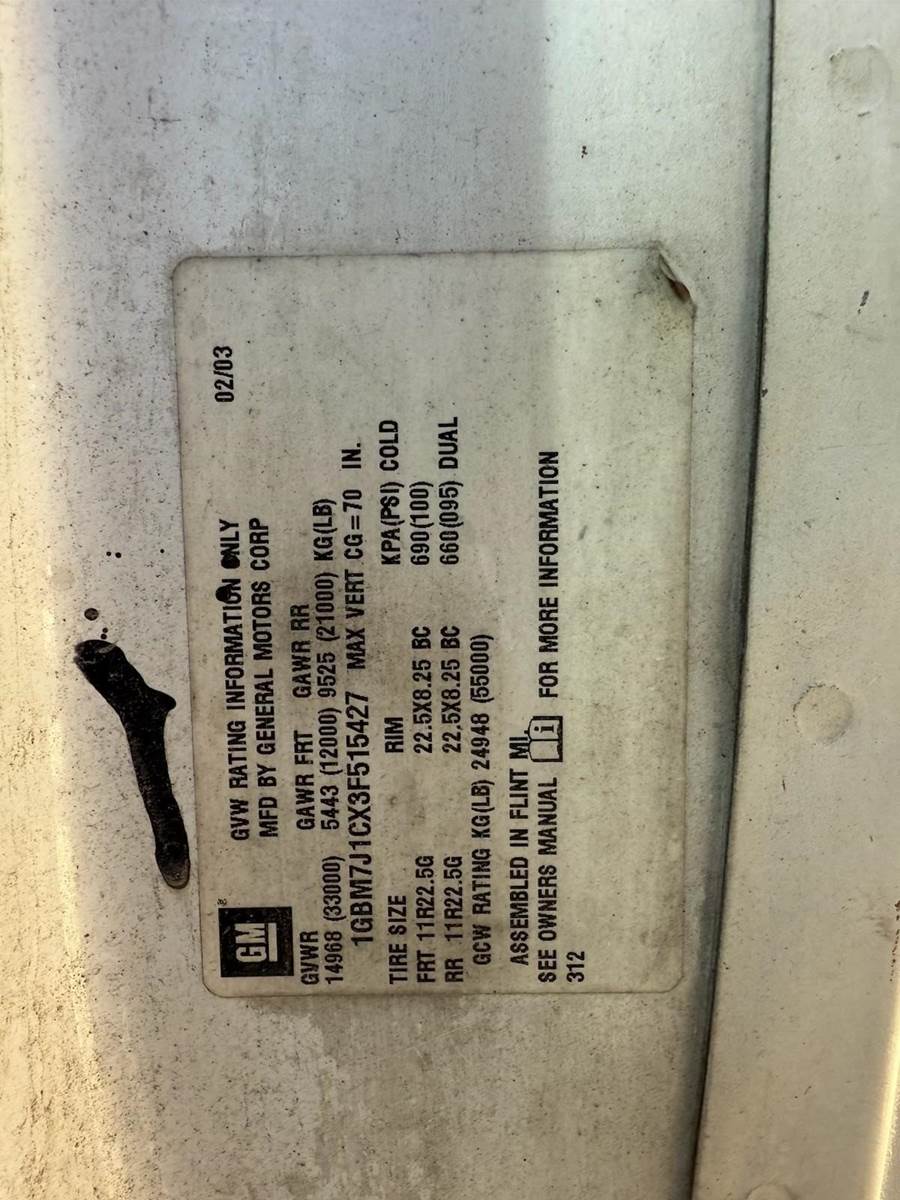 GM®
GVW RATING INFORMATION ONLY 02/03
MFD BY GENERAL MOTORS CORP
GVWR GAWR FRT GAWR RR
14968 (33000) 5443 (12000) 9525 (21000) KG(LB)
1GBM7J1CX3F515427 MAX VERT CG=70 IN.
TIRE SIZE RIM KPA(PSI) COLD
FRT 11R22.5G 22.5X8.25 BC 690(100)
RR 11R22.5G 22.5X8.25 BC 660(095) DUAL
GCW RATING KG(LB) 24948 (55000)
ASSEMBLED IN FLINT MI.
SEE OWNERS MANUAL i FOR MORE INFORMATION
312